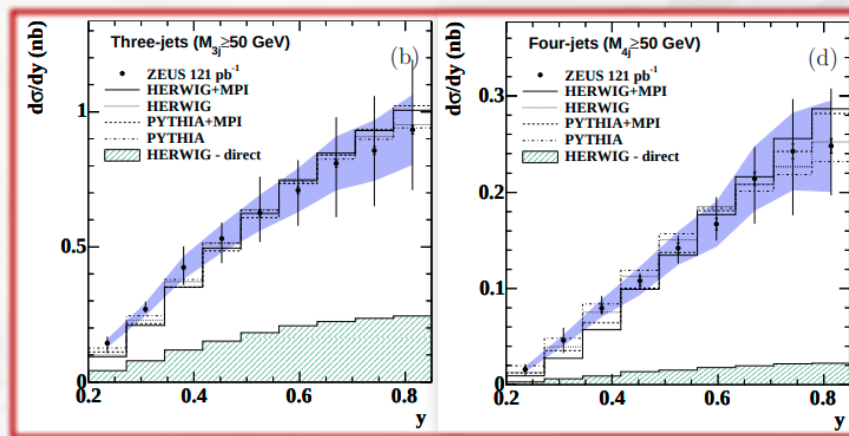 Three-jets (M3j≥50 GeV)
(b)
ZEUS 121 pb-1
HERWIG+MPI
HERWIG
PYTHIA+MPI
PYTHIA
HERWIG - direct
dσ/dy (nb)
1
0.5
0
0.2
0.4
0.6
0.8
y
Four-jets (M4j≥50 GeV)
(d)
ZEUS 121 pb-1
HERWIG+MPI
HERWIG
PYTHIA+MPI
PYTHIA
HERWIG - direct
dσ/dy (nb)
0.3
0.2
0.1
0
0.2
0.4
0.6
0.8
y